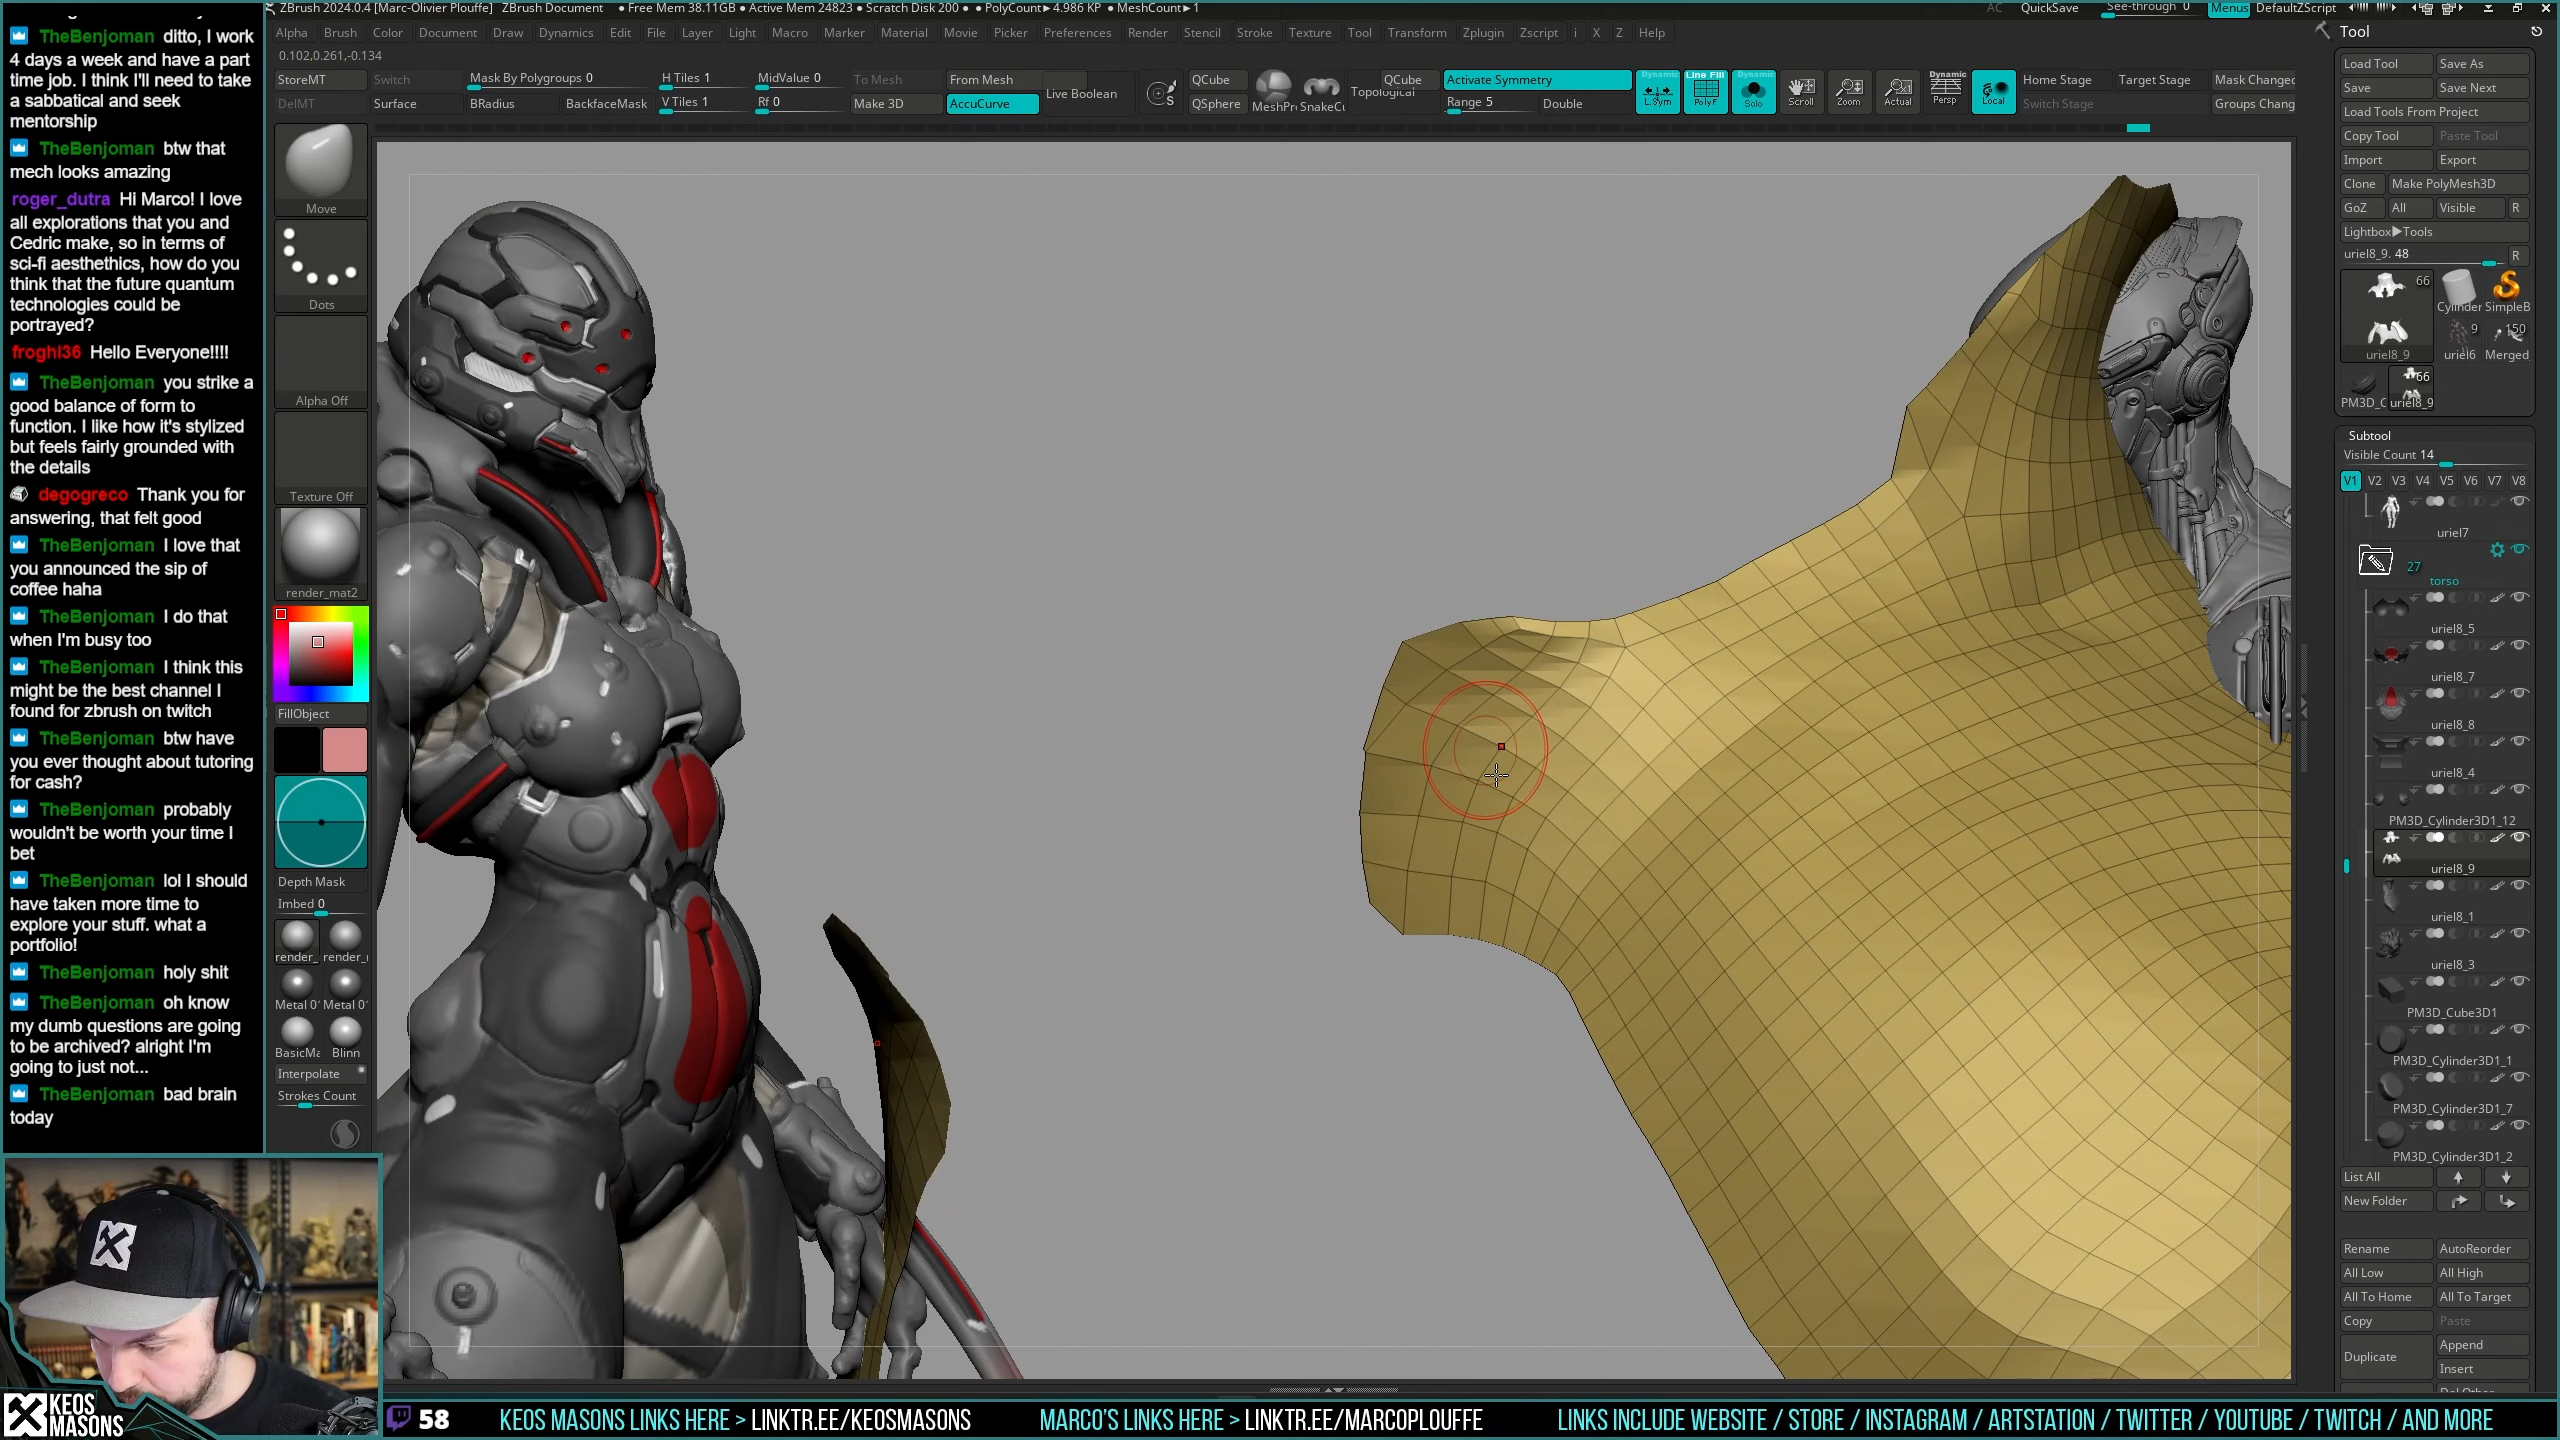 TheBenjoman ditto, I work
4 days a week and have a part
time job. I think I'll need to take
a sabbatical and seek
mentorship
TheBenjoman btw that
mech looks amazing
roger_dutra Hi Marco! I love
all explorations that you and
Cedric make, so in terms of
sci-fi aesthethics, how do you
think that the future quantum
technologies could be
portrayed?
froghl36 Hello Everyone!!!!
TheBenjoman you strike a
good balance of form to
function. I like how it's stylized
but feels fairly grounded with
the details
degogreco Thank you for
answering, that felt good
TheBenjoman I love that
you announced the sip of
coffee haha
TheBenjoman I do that
when I'm busy too
TheBenjoman I think this
might be the best channel I
found for zbrush on twitch
TheBenjoman btw have
you ever thought about tutoring
for cash?
TheBenjoman probably
wouldn't be worth your time I
bet
TheBenjoman lol I should
have taken more time to
explore your stuff. what a
portfolio!
TheBenjoman holy shit
TheBenjoman oh know
my dumb questions are going
to be archived? alright I'm
going to just not...
TheBenjoman bad brain
today
ZBrush 2024.0.4 [Marc-Olivier Plouffe] ZBrush Document ● Free Mem 38.11GB ● Active Mem 24823 ● Scratch Disk 200 ● ● PolyCount► 4.986 KP ● MeshCount► 1
AC QuickSave See-through 0 Menus DefaultZScript
Alpha Brush Color Document Draw Dynamics Edit File Layer Light Macro Marker Material Movie Picker Preferences Render Stencil Stroke Texture Tool Transform Zplugin Zscript i X Z Help
0.102,0.261,-0.134
StoreMT Switch Mask By Polygroups 0 H Tiles 1 MidValue 0 To Mesh From Mesh Live Boolean QCube QCube Activate Symmetry
DelMT Surface BRadius BackfaceMask V Tiles 1 Rf 0 Make 3D AccuCurve QSphere MeshPr SnakeCu Topological Range 5 Double
Dynamic L.Sym
Line Fill PolyF
Dynamic Solo
Scroll Zoom Actual
Dynamic Persp
Local
Home Stage Target Stage Mask Changed
Switch Stage Groups Chang
Move
Dots
Alpha Off
Texture Off
render_mat2
FillObject
Depth Mask
Imbed 0
render_ render_r
Metal 0 Metal 0
BasicMa Blinn
Interpolate
Strokes Count
Tool
Load Tool Save As
Save Save Next
Load Tools From Project
Copy Tool Paste Tool
Import Export
Clone Make PolyMesh3D
GoZ All Visible R
Lightbox►Tools
uriel8_9. 48 R
66
Cylinder SimpleB
9 150
uriel8_9 uriel6 Merged
66
PM3D_C uriel8_9
Subtool
Visible Count 14
V1 V2 V3 V4 V5 V6 V7 V8
uriel7
27
torso
uriel8_5
uriel8_7
uriel8_8
uriel8_4
PM3D_Cylinder3D1_12
uriel8_9
uriel8_1
uriel8_3
PM3D_Cube3D1
PM3D_Cylinder3D1_1
PM3D_Cylinder3D1_7
PM3D_Cylinder3D1_2
List All
New Folder
Rename AutoReorder
All Low All High
All To Home All To Target
Copy Paste
Duplicate Append
Insert
KEOS
MASONS
58 KEOS MASONS LINKS HERE > LINKTR.EE/KEOSMASONS MARCO'S LINKS HERE > LINKTR.EE/MARCOPLOUFFE LINKS INCLUDE WEBSITE / STORE / INSTAGRAM / ARTSTATION / TWITTER / YOUTUBE / TWITCH / AND MORE